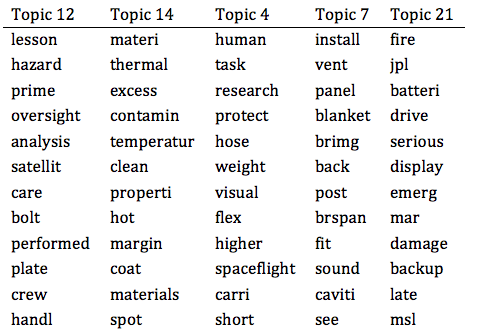 Topic 12 Topic 14 Topic 4 Topic 7 Topic 21
lesson materi human install fire
hazard thermal task vent jpl
prime excess research panel batteri
oversight contamin protect blanket drive
analysis temperatur hose brimg serious
satellit clean weight back display
care properti visual post emerg
bolt hot flex brspan mar
performed margin higher fit damage
plate coat spaceflight sound backup
crew materials carri caviti late
handl spot short see msl